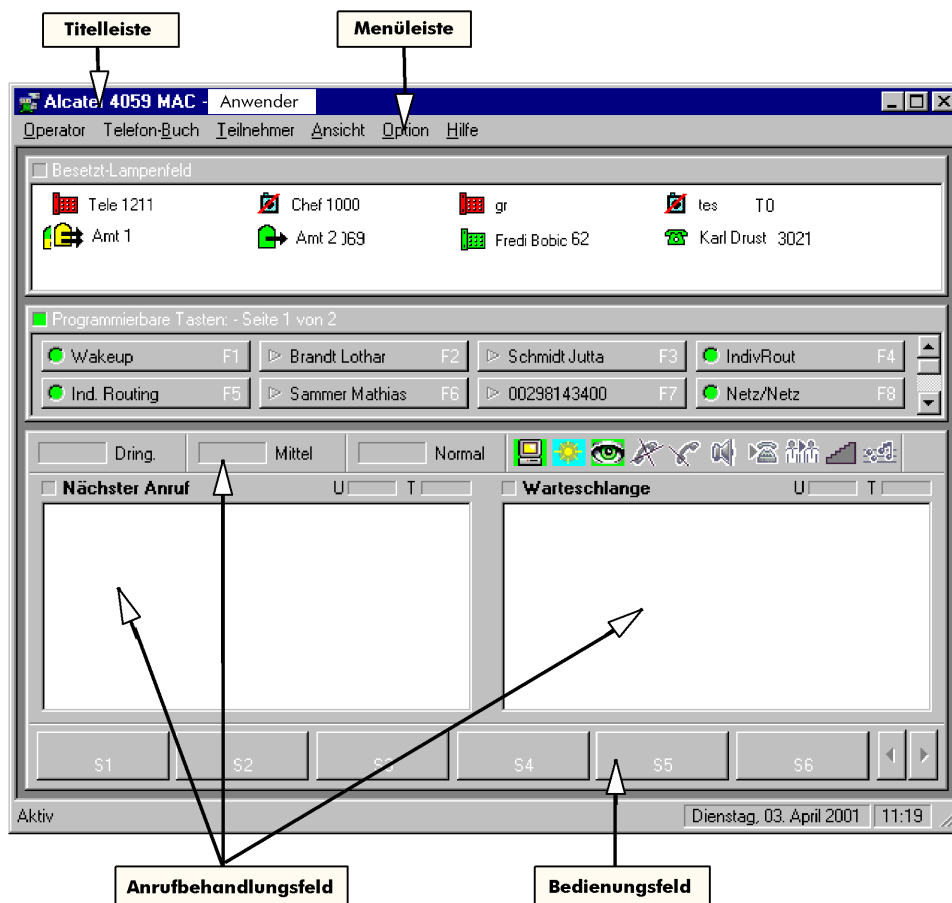 Titelleiste Menüleiste
Alcatel 4059 MAC - Anwender
Operator Telefon-Buch Teilnehmer Ansicht Option Hilfe
Besetzt-Lampenfeld
Tele 1211 Chef 1000 gr tes T0
Amt 1 Amt 2 )69 Fredi Bobic 62 Karl Drust 3021
Programmierbare Tasten: - Seite 1 von 2
Wakeup F1 Brandt Lothar F2 Schmidt Jutta F3 IndivRout F4
Ind. Routing F5 Sammer Mathias F6 00298143400 F7 Netz/Netz F8
Dring. Mittel Normal
Nächster Anruf U T Warteschlange U T
S1 S2 S3 S4 S5 S6
Aktiv Dienstag, 03. April 2001 11:19
Anrufbehandlungsfeld Bedienungsfeld